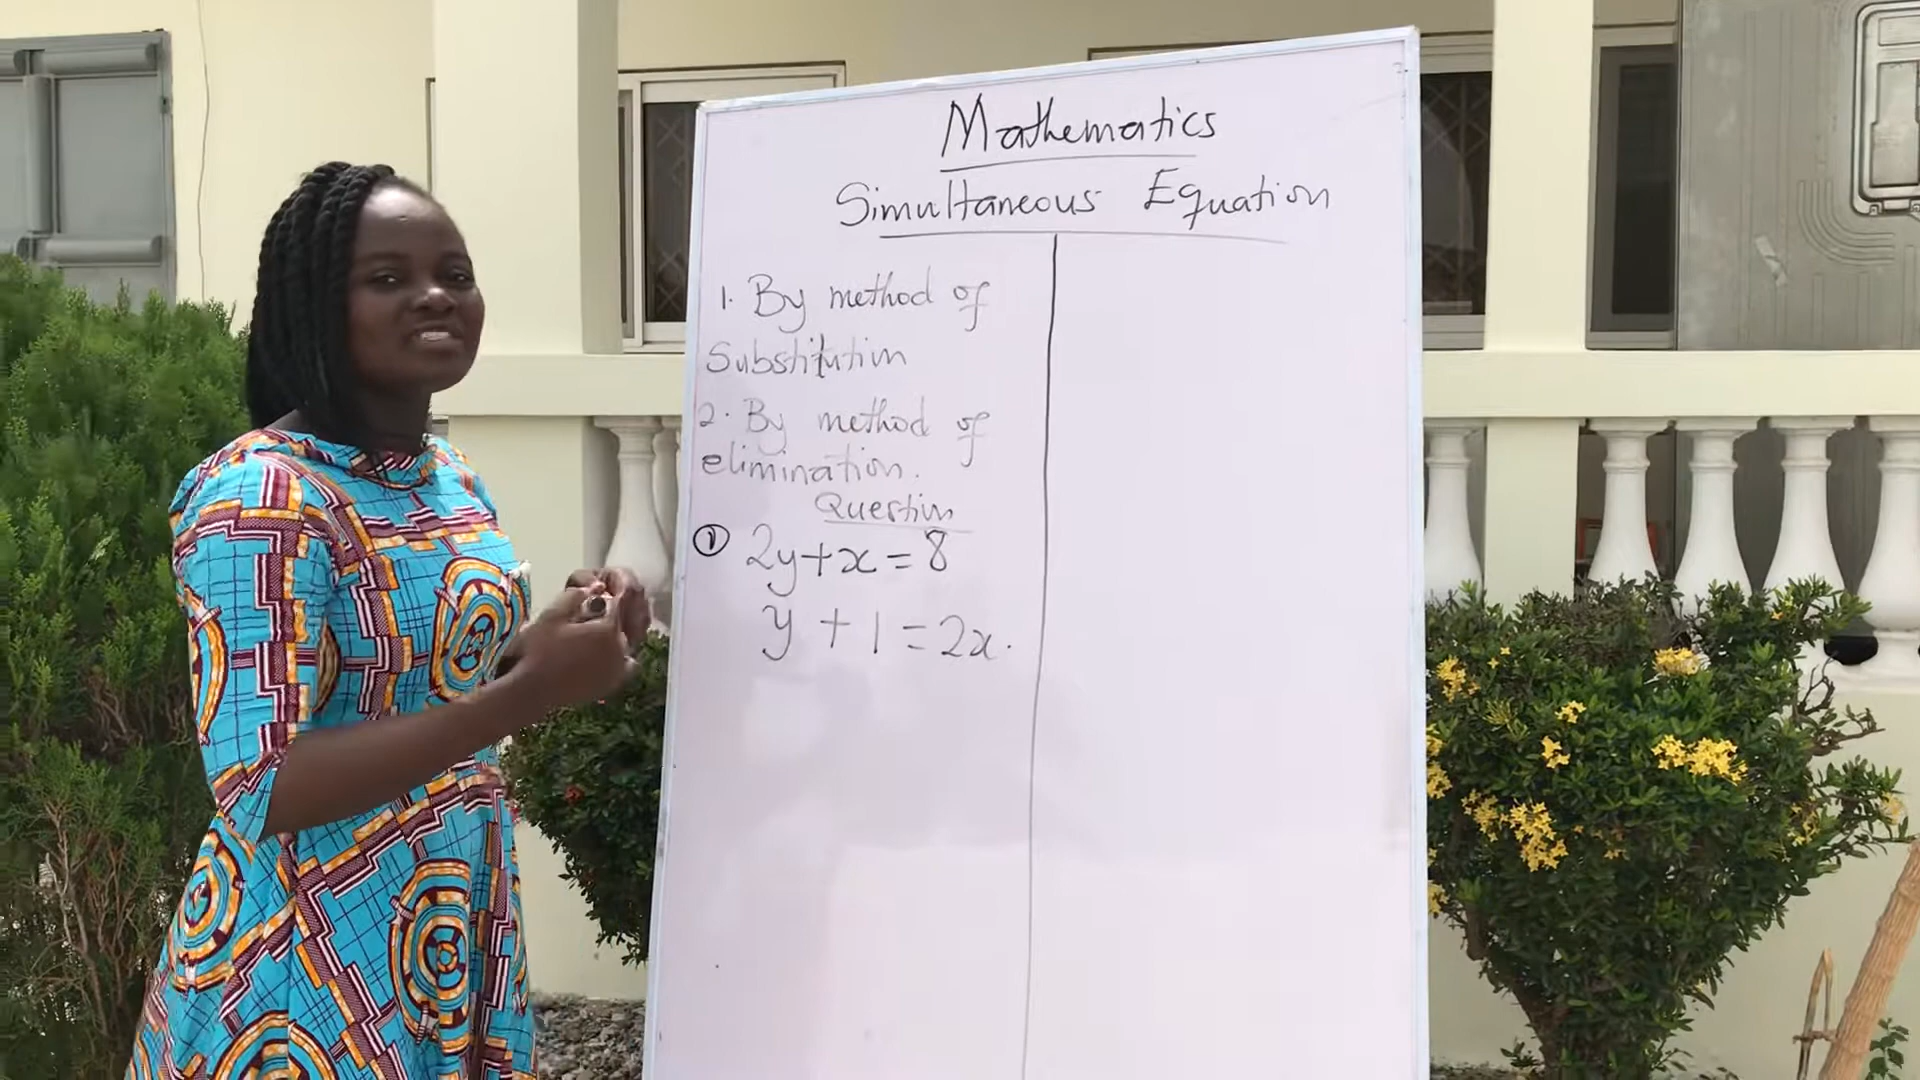 Mathematics
Simultaneous Equation
1. By method of
Substitution
2. By method of
elimination.
Question
① 2y+x=8
y+1=2x.